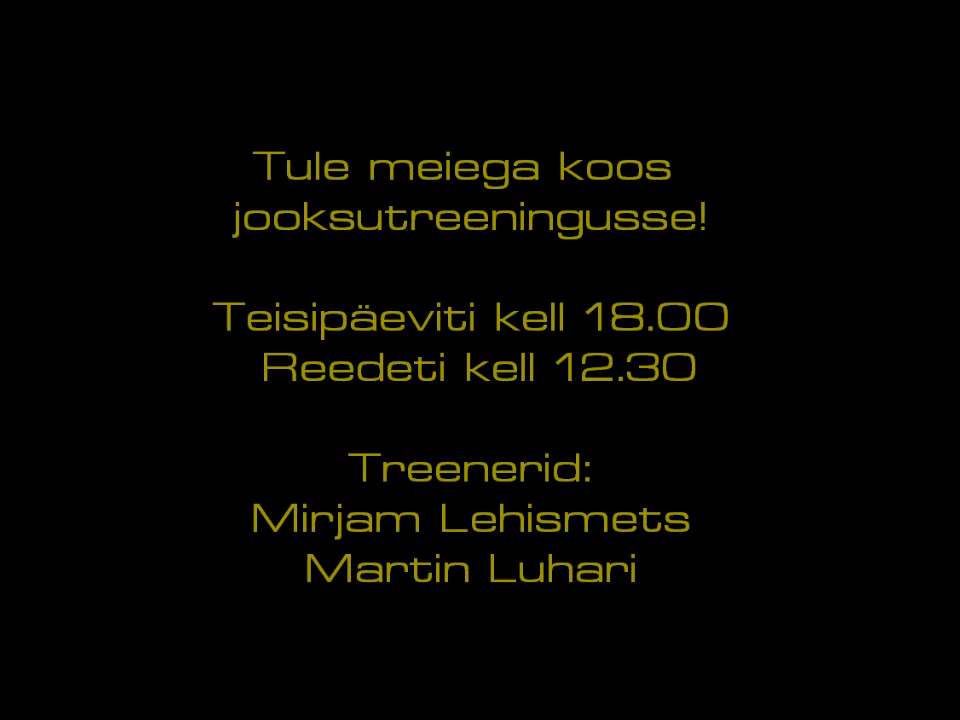 Tule meiega koos
jooksutreeningusse!
Teisipäeviti kell 18.00
Reedeti kell 12.30
Treenerid:
Mirjam Lehismets
Martin Luhari